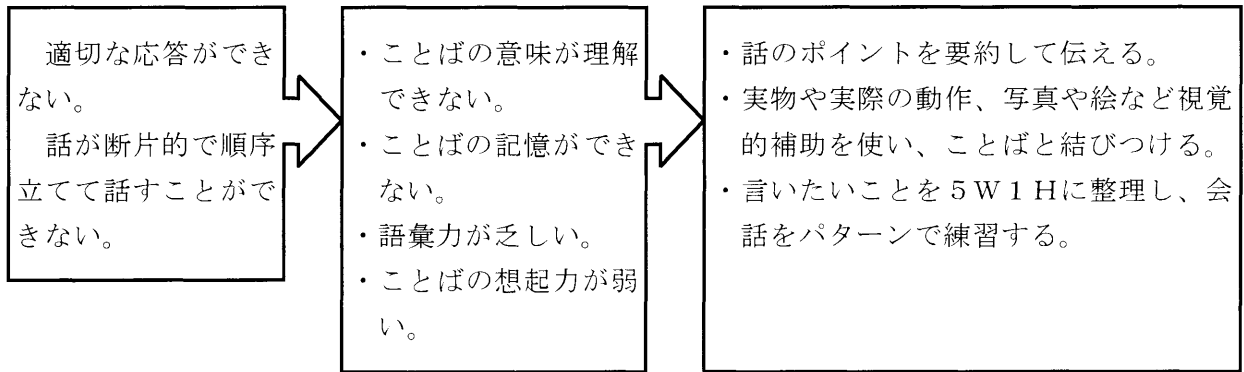 適切な応答ができ
ない。
話が断片的で順序
立てて話すことがで
きない。
・ことばの意味が理解
できない。
・ことばの記憶ができ
ない。
・語彙力が乏しい。
・ことばの想起力が弱
い。
・話のポイントを要約して伝える。
・実物や実際の動作、写真や絵など視覚
的補助を使い、ことばと結びつける。
・言いたいことを5W1Hに整理し、会
話をパターンで練習する。